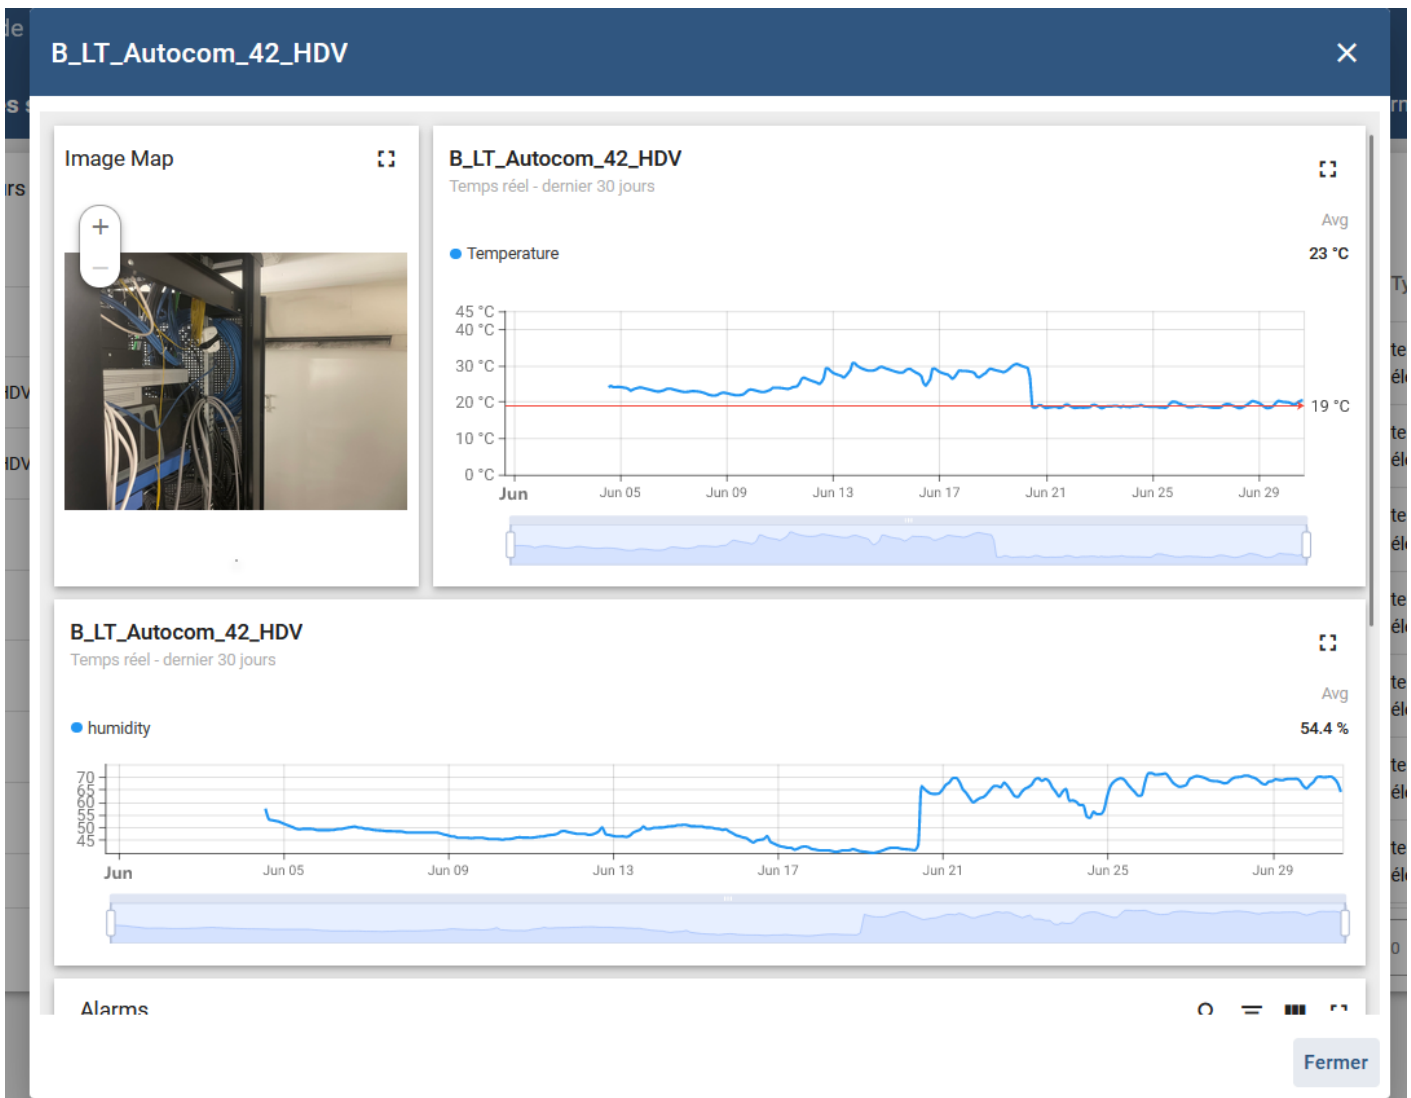 de
B_LT_Autocom_42_HDV
es s
Image Map
B_LT_Autocom_42_HDV
Temps réel - dernier 30 jours
Avg
Temperature
23 °C
45 °C
40 °C
30 °C
20 °C
10 °C
0 °C
19 °C
Jun
Jun 05
Jun 09
Jun 13
Jun 17
Jun 21
Jun 25
Jun 29
B_LT_Autocom_42_HDV
Temps réel - dernier 30 jours
Avg
humidity
54.4 %
70
65
60
55
50
45
Jun
Jun 05
Jun 09
Jun 13
Jun 17
Jun 21
Jun 25
Jun 29
Alarms
Fermer